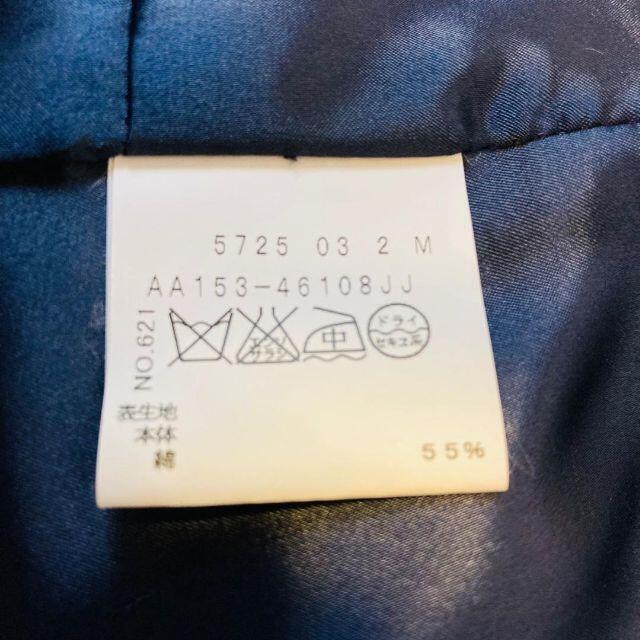 5725 03 2 M
AA153-46108JJ
NO.621
エンソ
サラシ
中
ドライ
セキユ系
表生地
本体
綿 55%